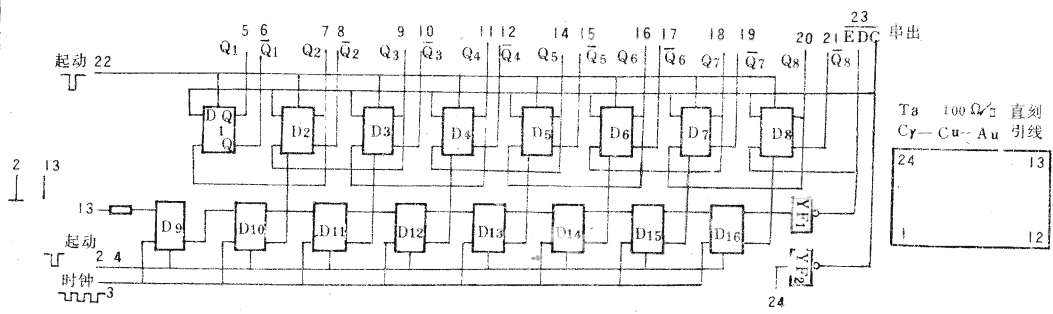 23
EDC 串出
5 6 7 8 9 10 11 12 14 15 16 17 18 19 20 21
Q1 Q̅1 Q2 Q̅2 Q3 Q̅3 Q4 Q̅4 Q5 Q̅5 Q6 Q̅6 Q7 Q̅7 Q8 Q̅8
起动 22
D Q
1
Q
D2 D3 D4 D5 D6 D7 D8
Ta 100Ω/□ 直刻
Cγ—Cu—Au 引线
24 13
1 12
2 13
13
D9 D10 D11 D12 D13 D14 D15 D16
YF1
起动
2 4
YF2
时钟
3
24